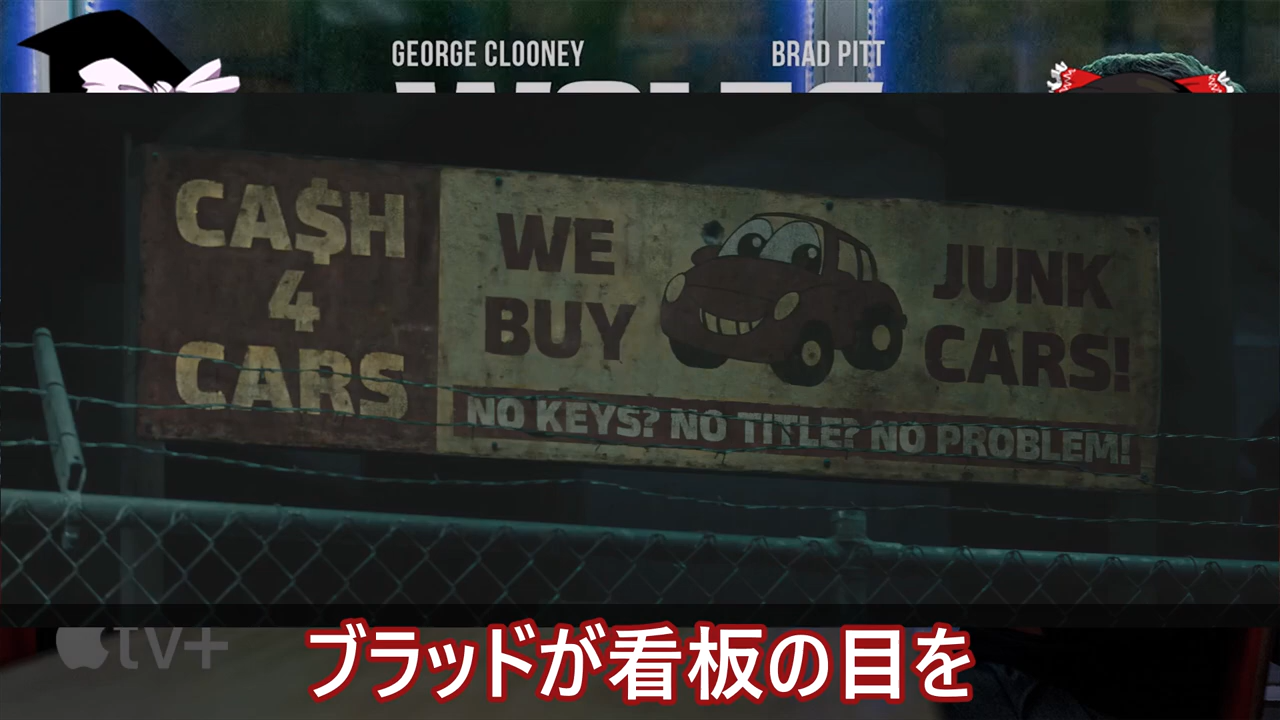 GEORGE CLOONEY BRAD PITT
CA$H
4
CARS
WE
BUY
JUNK
CARS!
NO KEYS? NO TITLE? NO PROBLEM!
tv+
ブラッドが看板の目を